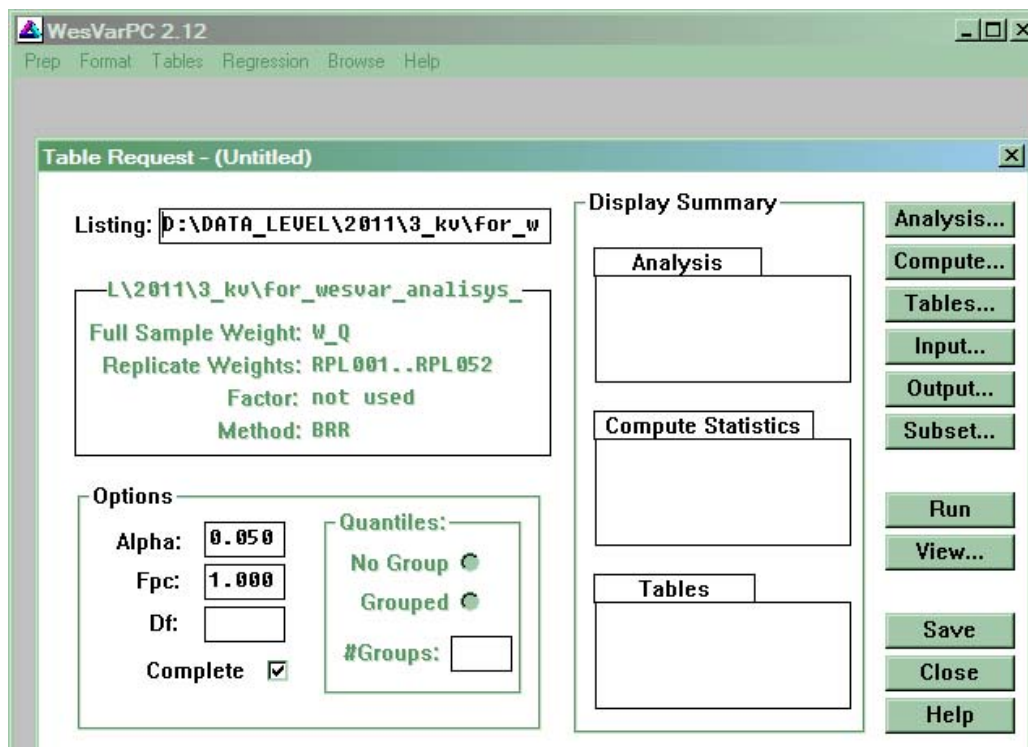 WesVarPC 2.12
Prep Format Tables Regression Browse Help
Table Request - (Untitled)
Listing: D:\DATA_LEVEL\2011\3_kv\for_w
L\2011\3_kv\for_wesvar_analisys_
Full Sample Weight: W_Q
Replicate Weights: RPL001..RPL052
Factor: not used
Method: BRR
Options
Alpha: 0.050
Fpc: 1.000
Df:
Complete
Quantiles:
No Group
Grouped
#Groups:
Display Summary
Analysis
Compute Statistics
Tables
Analysis...
Compute...
Tables...
Input...
Output...
Subset...
Run
View...
Save
Close
Help